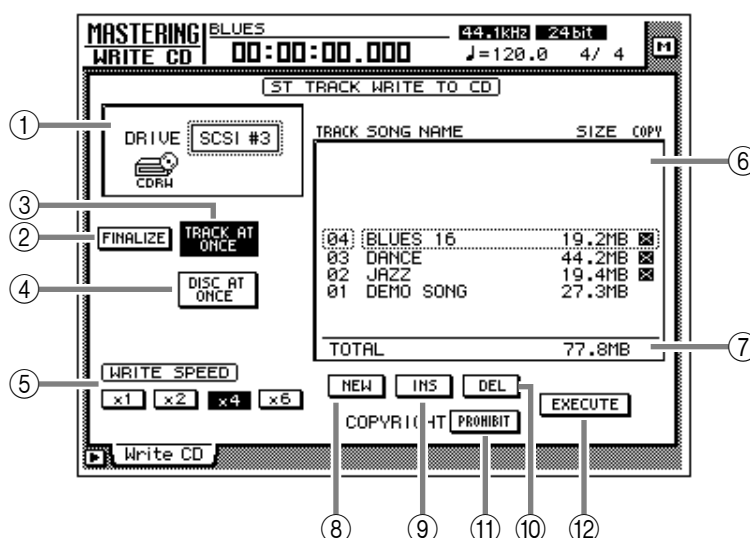 MASTERING BLUES 44.1kHz 24bit
WRITE CD 00:00:00.000 ♩=120.0 4/ 4 M
ST TRACK WRITE TO CD
① DRIVE SCSI #3
CDRW
TRACK SONG NAME SIZE COPY
⑥
③
② FINALIZE TRACK AT ONCE
04 BLUES 16 19.2MB
03 DANCE 44.2MB
02 JAZZ 19.4MB
01 DEMO SONG 27.3MB
④ DISC AT ONCE
TOTAL 77.8MB ⑦
⑤ WRITE SPEED
x1 x2 x4 x6
NEW INS DEL
COPYRIGHT PROHIBIT EXECUTE
Write CD
⑧ ⑨ ⑪ ⑩ ⑫